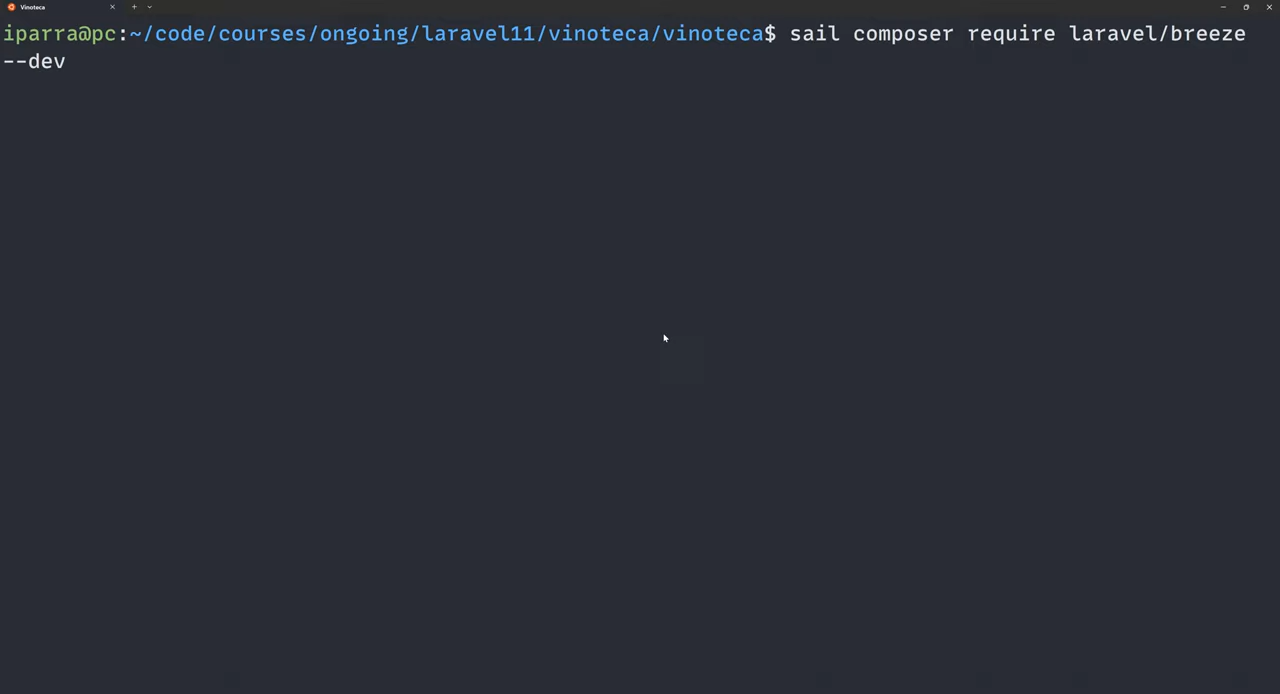 Vinoteca
iparra@pc:~/code/courses/ongoing/laravel11/vinoteca/vinoteca$ sail composer require laravel/breeze
--dev